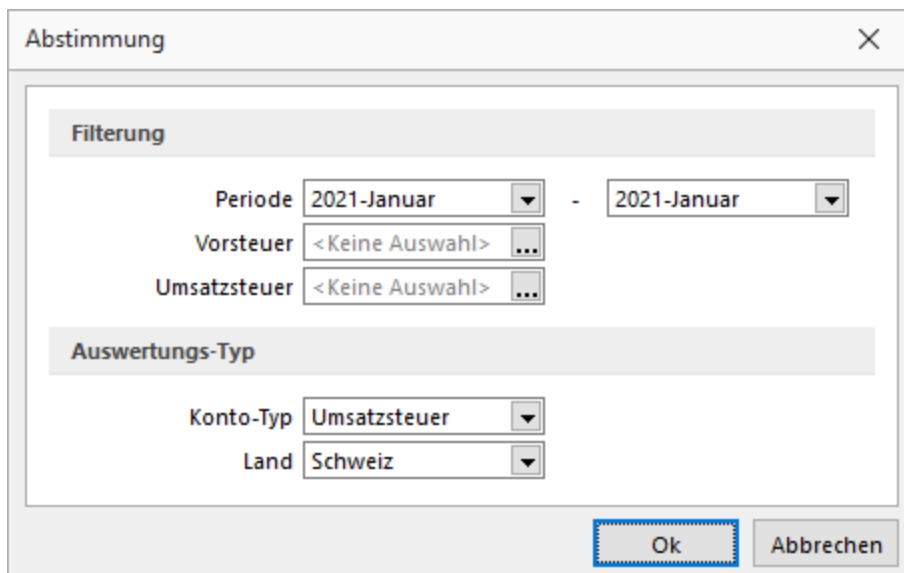 Abstimmung
Filterung
Periode 2021-Januar - 2021-Januar
Vorsteuer <Keine Auswahl> ...
Umsatzsteuer <Keine Auswahl> ...
Auswertungs-Typ
Konto-Typ Umsatzsteuer
Land Schweiz
Ok Abbrechen